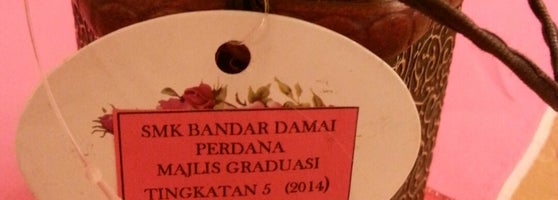 SMK BANDAR DAMAI
PERDANA
MAJLIS GRADUASI
TINGKATAN 5 (2014)